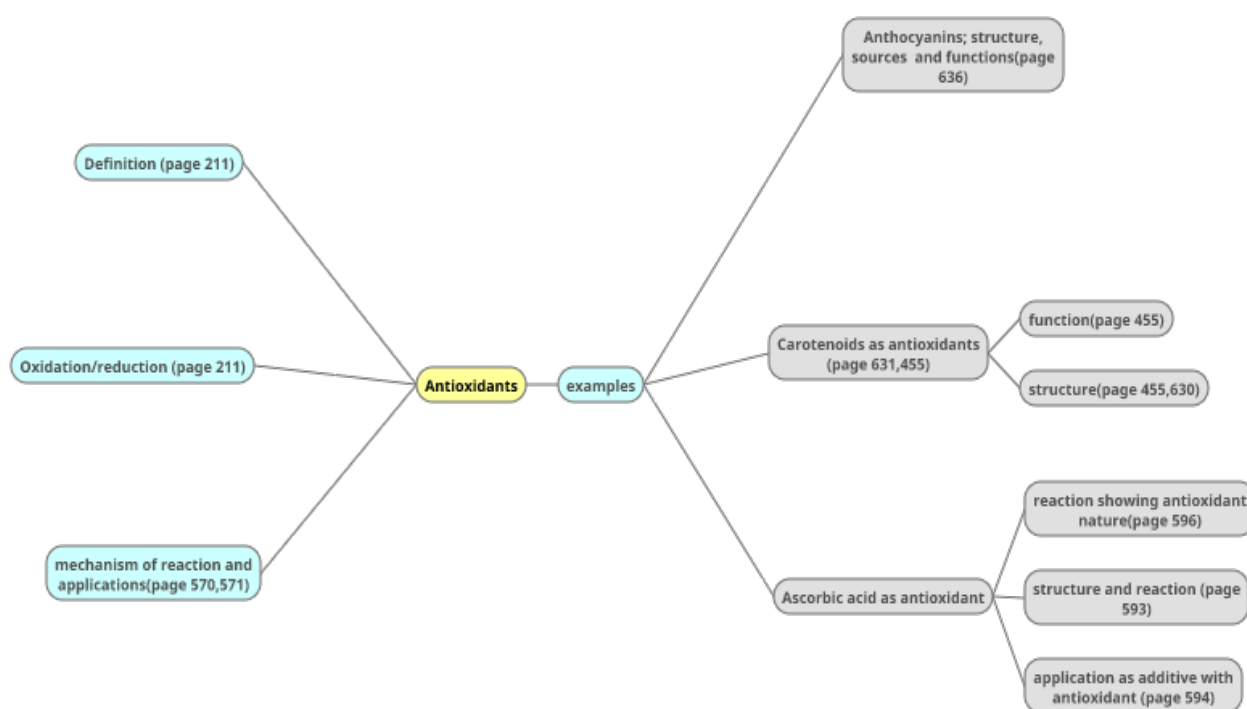 Anthocyanins; structure,
sources  and functions(page
636)
Definition (page 211)
function(page 455)
Carotenoids as antioxidants
(page 631,455)
structure(page 455,630)
Oxidation/reduction (page 211)
Antioxidants
examples
reaction showing antioxidant
nature(page 596)
mechanism of reaction and
applications(page 570,571)
Ascorbic acid as antioxidant
structure and reaction (page
593)
application as additive with
antioxidant (page 594)